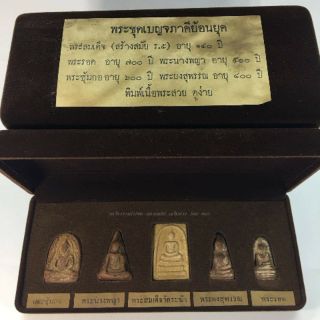 พระชุดเบญจภาคีย้อนยุค
พระสมเด็จ (สร้างสมัย ร.๕) อายุ ๑๔๐ ปี
พระรอด อายุ ๗๐๐ ปี พระนางพญา อายุ ๕๐๐ ปี
พระซุ้มกอ อายุ ๖๐๐ ปี พระผงสุพรรณ อายุ ๔๐๐ ปี
พิมพ์เนื้อพระสวย ดูง่าย
พระซุ้มกอ พระนางพญา พระสมเด็จวัดระฆัง พระผงสุพรรณ พระรอด